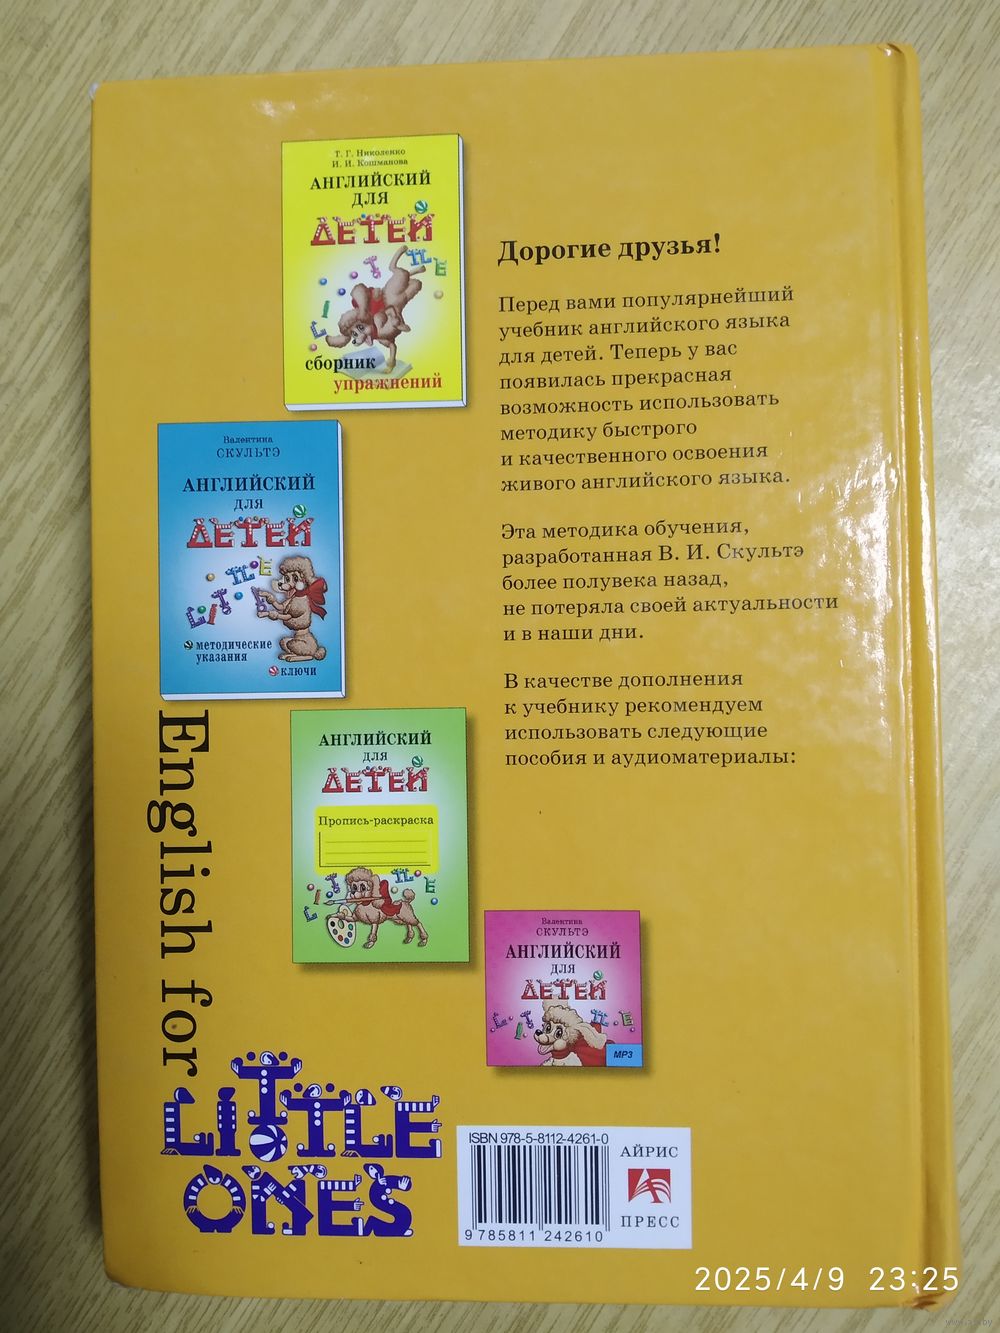 Т. Г. Николенко
И. И. Кошманова
АНГЛИЙСКИЙ
ДЛЯ
ДЕТЕЙ
LITTLE
сборник
упражнений
Валентина
СКУЛЬТЭ
АНГЛИЙСКИЙ
ДЛЯ
ДЕТЕЙ
LITTLE
методические
указания
ключи
АНГЛИЙСКИЙ
ДЛЯ
ДЕТЕЙ
Пропись-раскраска
LITTLE
Валентина
СКУЛЬТЭ
АНГЛИЙСКИЙ
ДЛЯ
ДЕТЕЙ
LITTLE
MP3
Дорогие друзья!
Перед вами популярнейший
учебник английского языка
для детей. Теперь у вас
появилась прекрасная
возможность использовать
методику быстрого
и качественного освоения
живого английского языка.
Эта методика обучения,
разработанная В. И. Скультэ
более полувека назад,
не потеряла своей актуальности
и в наши дни.
В качестве дополнения
к учебнику рекомендуем
использовать следующие
пособия и аудиоматериалы:
English for
LITTLE
ONES
ISBN 978-5-8112-4261-0
9 785811 242610
АЙРИС
ПРЕСС
2025/4/9 23:25